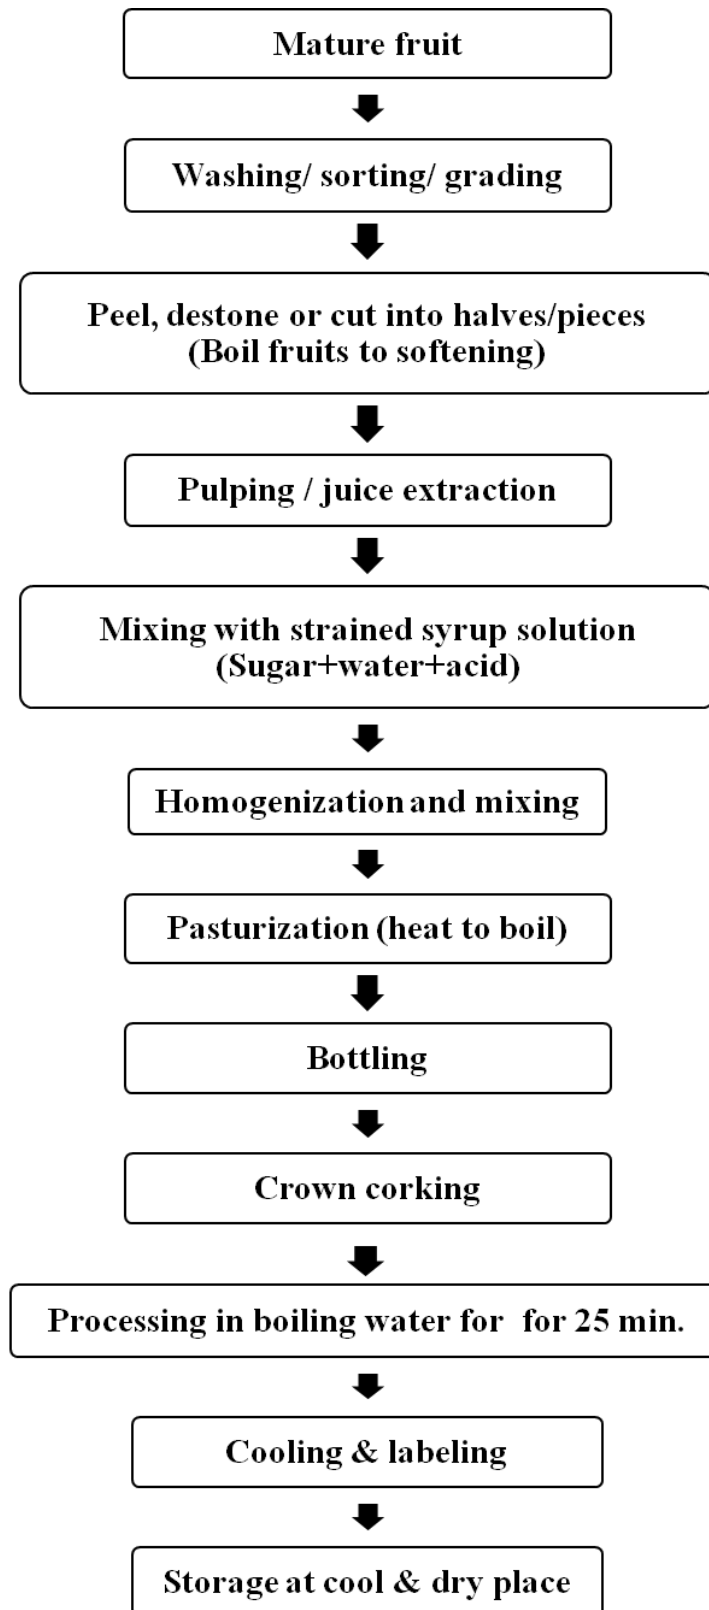 Mature fruit
Washing/ sorting/ grading
Peel, destone or cut into halves/pieces
(Boil fruits to softening)
Pulping / juice extraction
Mixing with strained syrup solution
(Sugar+water+acid)
Homogenization and mixing
Pasturization (heat to boil)
Bottling
Crown corking
Processing in boiling water for  for 25 min.
Cooling & labeling
Storage at cool & dry place